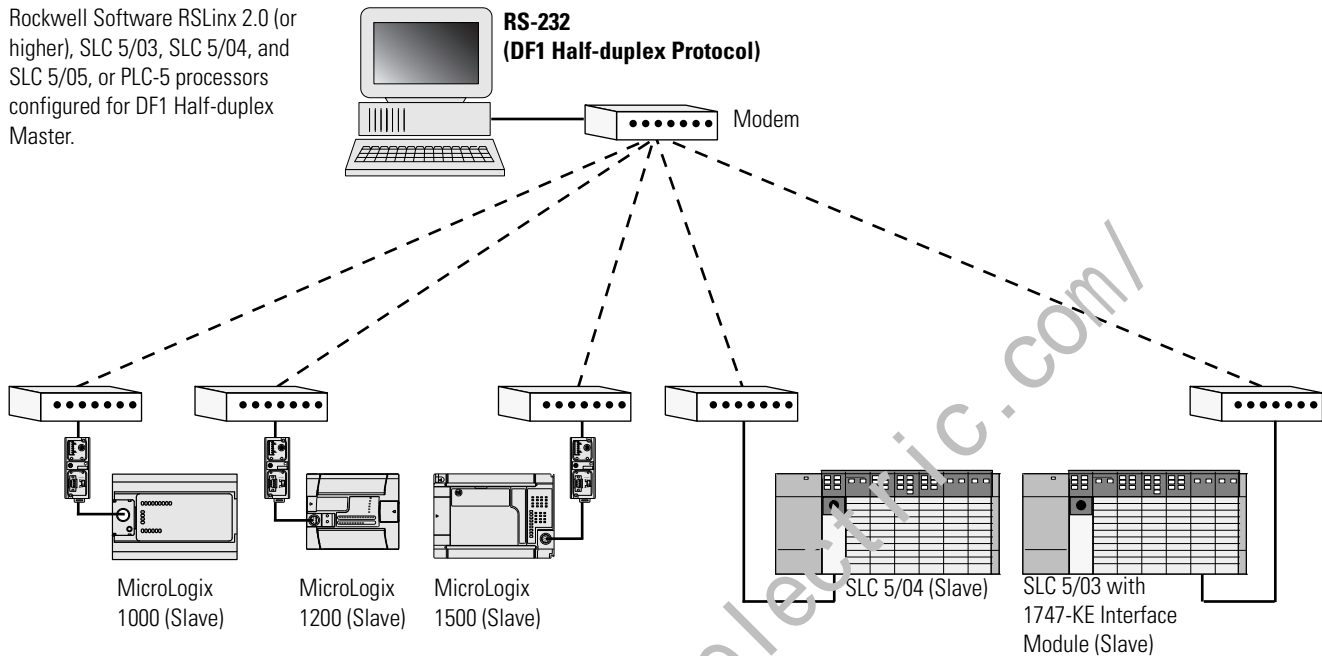 Rockwell Software RSLinx 2.0 (or
higher), SLC 5/03, SLC 5/04, and
SLC 5/05, or PLC-5 processors
configured for DF1 Half-duplex
Master.
RS-232
(DF1 Half-duplex Protocol)
Modem
MicroLogix
1000 (Slave)
MicroLogix
1200 (Slave)
MicroLogix
1500 (Slave)
SLC 5/04 (Slave)
SLC 5/03 with
1747-KE Interface
Module (Slave)
lectric.com/